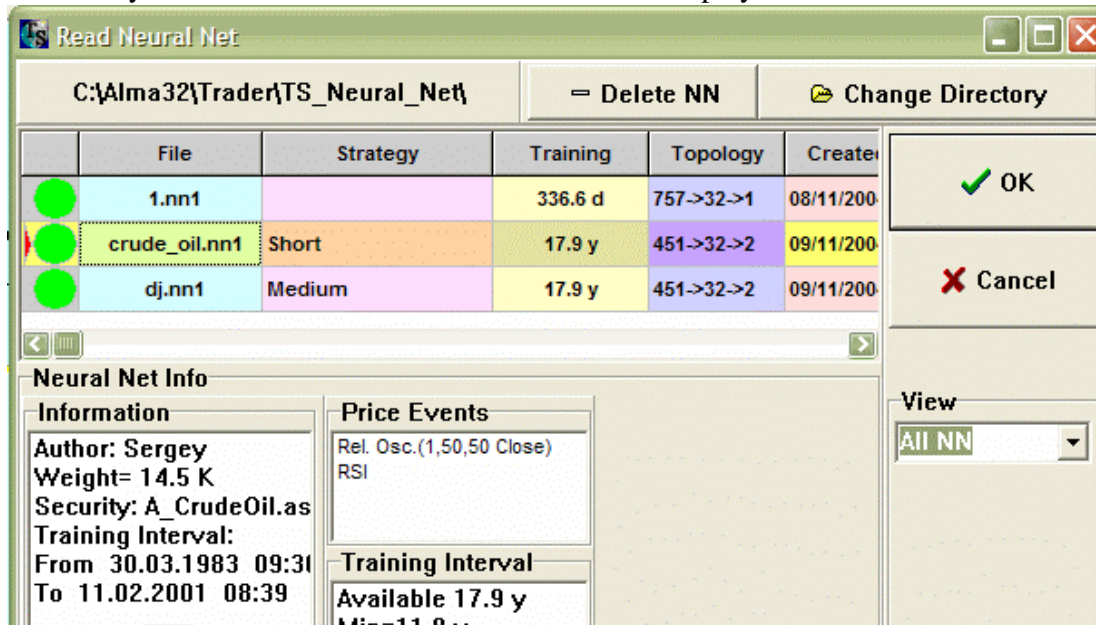 Read Neural Net
C:\Alma32\Trader\TS_Neural_Net\ Delete NN Change Directory
File Strategy Training Topology
1.nn1 336.6 d 757->32->1 08/11/200
crude_oil.nn1 Short 17.9 y 451->32->2 09/11/200
dj.nn1 Medium 17.9 y 451->32->2 09/11/200
OK
Cancel
Neural Net Info
Information
Author: Sergey
Weight= 14.5 K
Security: A_CrudeOil.as
Training Interval:
From 30.03.1983
To 11.02.2001 08:39
Price Events
Rel. Osc.(1,50,50 Close)
RSI
Training Interval
Available 17.9 y
View
All NN